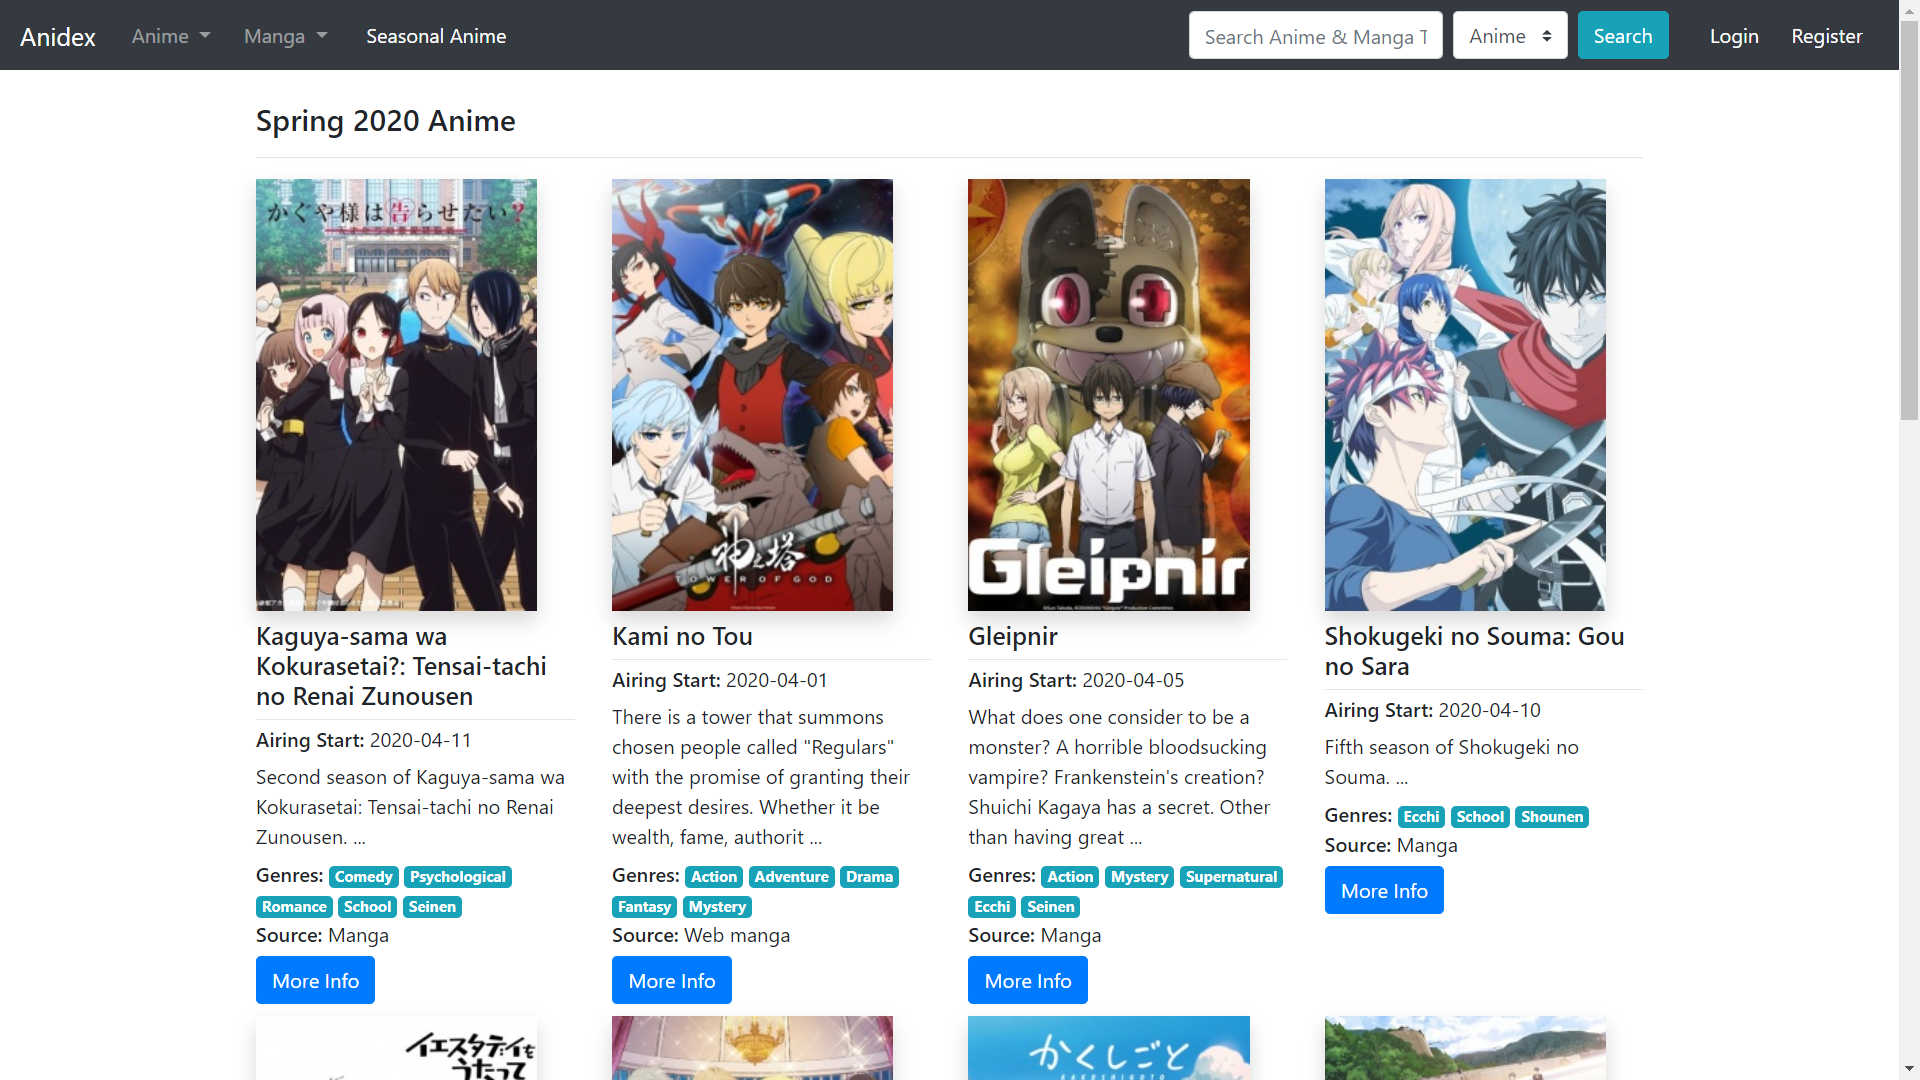 Anidex Anime Manga Seasonal Anime Search Anime & Manga T Anime Search Login Register
Spring 2020 Anime
かぐや様は告らせたい?
神之塔
TOWER OF GOD
Gleipnir
Kaguya-sama wa
Kokurasetai?: Tensai-tachi
no Renai Zunousen
Airing Start: 2020-04-11
Second season of Kaguya-sama wa
Kokurasetai: Tensai-tachi no Renai
Zunousen. ...
Genres: Comedy Psychological
Romance School Seinen
Source: Manga
More Info
Kami no Tou
Airing Start: 2020-04-01
There is a tower that summons
chosen people called "Regulars"
with the promise of granting their
deepest desires. Whether it be
wealth, fame, authorit ...
Genres: Action Adventure Drama
Fantasy Mystery
Source: Web manga
More Info
Gleipnir
Airing Start: 2020-04-05
What does one consider to be a
monster? A horrible bloodsucking
vampire? Frankenstein's creation?
Shuichi Kagaya has a secret. Other
than having great ...
Genres: Action Mystery Supernatural
Ecchi Seinen
Source: Manga
More Info
Shokugeki no Souma: Gou
no Sara
Airing Start: 2020-04-10
Fifth season of Shokugeki no
Souma. ...
Genres: Ecchi School Shounen
Source: Manga
More Info
イエスタデイを
うたって
かくしごと
KAKUSHIGOTO